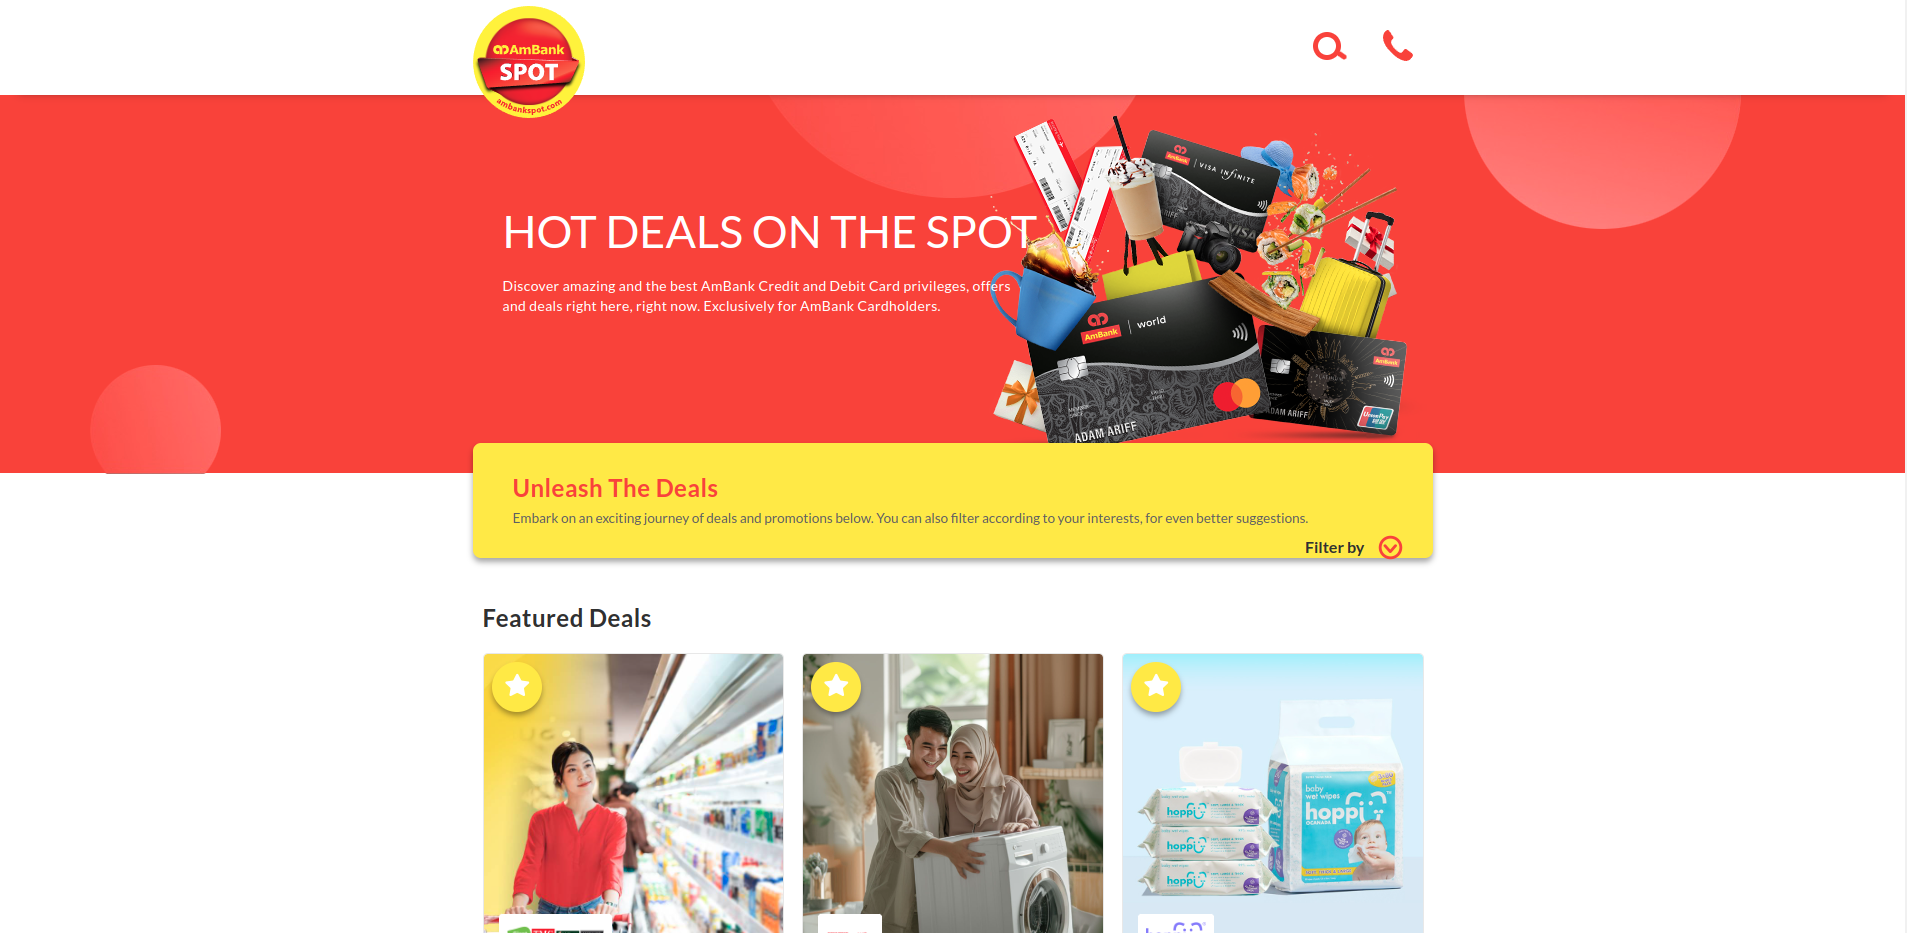 AmBank
SPOT
ambankspot.com
HOT DEALS ON THE SPOT
Discover amazing and the best AmBank Credit and Debit Card privileges, offers
and deals right here, right now. Exclusively for AmBank Cardholders.
AmBank
VISA INFINITE
VISA
AmBank
world
ADAM ARIFF
AmBank
ADAM ARIFF
UnionPay
Unleash The Deals
Embark on an exciting journey of deals and promotions below. You can also filter according to your interests, for even better suggestions.
Filter by
Featured Deals
baby
wet wipes
hoppi
hoppi
hoppi
hoppi